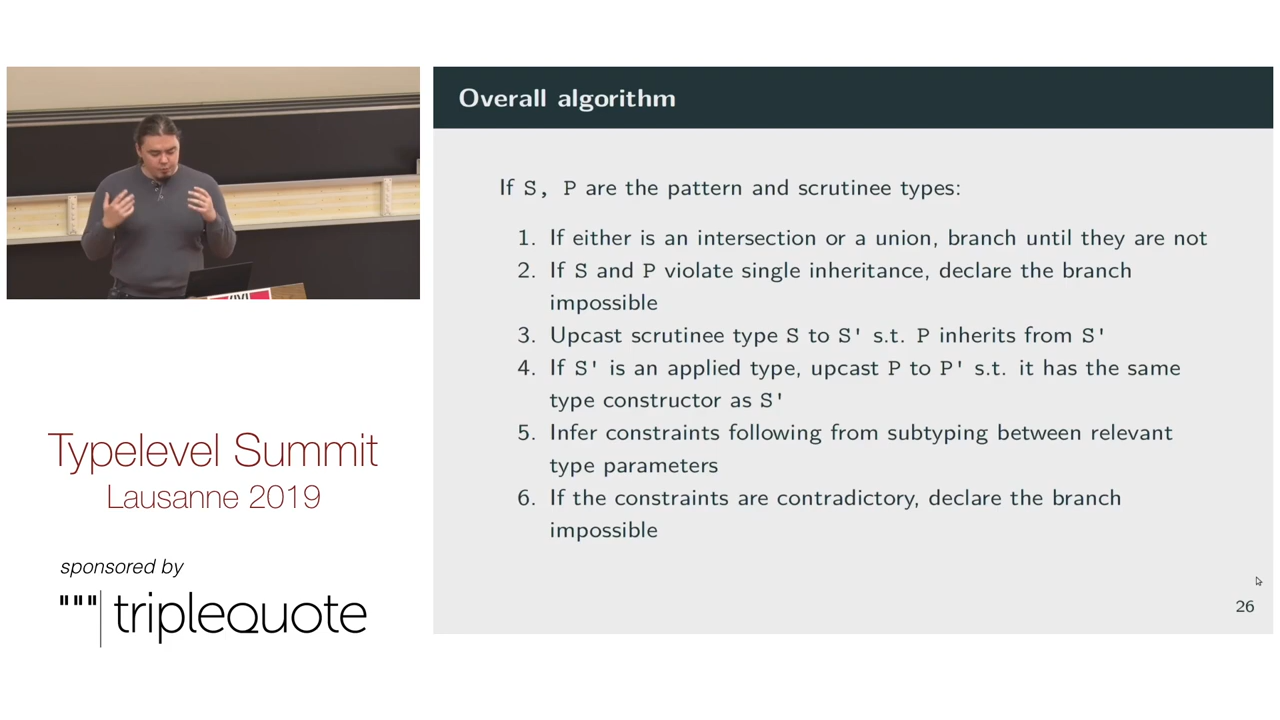 Overall algorithm
If S, P are the pattern and scrutinee types:
1. If either is an intersection or a union, branch until they are not
2. If S and P violate single inheritance, declare the branch
impossible
3. Upcast scrutinee type S to S' s.t. P inherits from S'
4. If S' is an applied type, upcast P to P' s.t. it has the same
type constructor as S'
5. Infer constraints following from subtyping between relevant
type parameters
6. If the constraints are contradictory, declare the branch
impossible
26
Typelevel Summit
Lausanne 2019
sponsored by
"""|triplequote